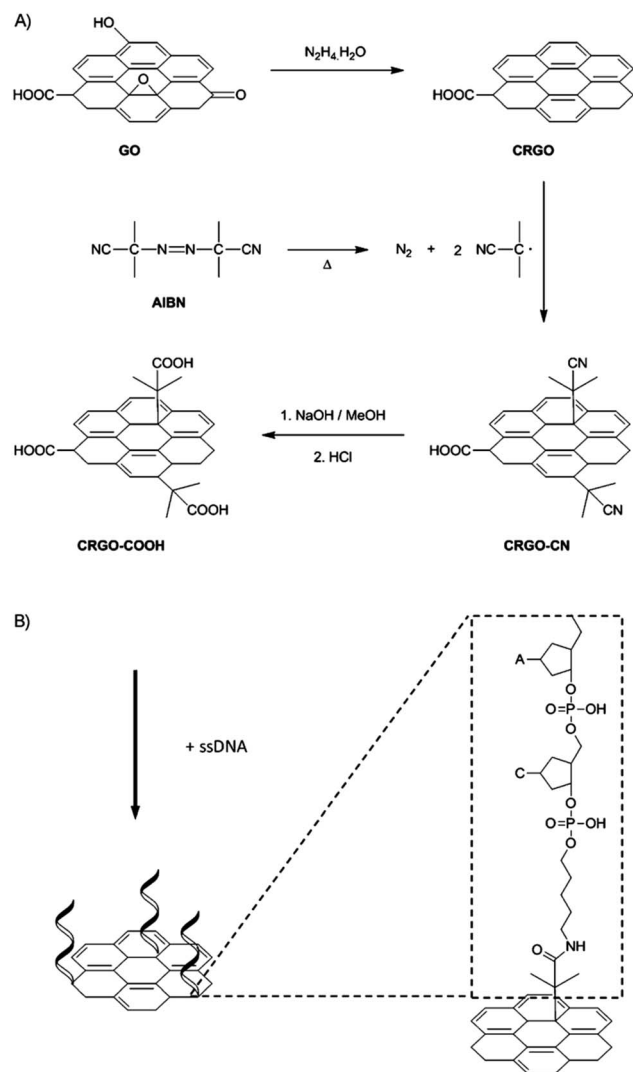 A)
HO
O
HOOC
O
GO
N2H4.H2O
HOOC
CRGO
NC—C—N=N—C—CN
AIBN
Δ
N2 + 2 NC—C·
COOH
HOOC
COOH
CRGO-COOH
1. NaOH / MeOH
2. HCl
CN
HOOC
CN
CRGO-CN
B)
+ ssDNA
A
O
O=P—OH
O
C
O
O=P—OH
O
NH
O